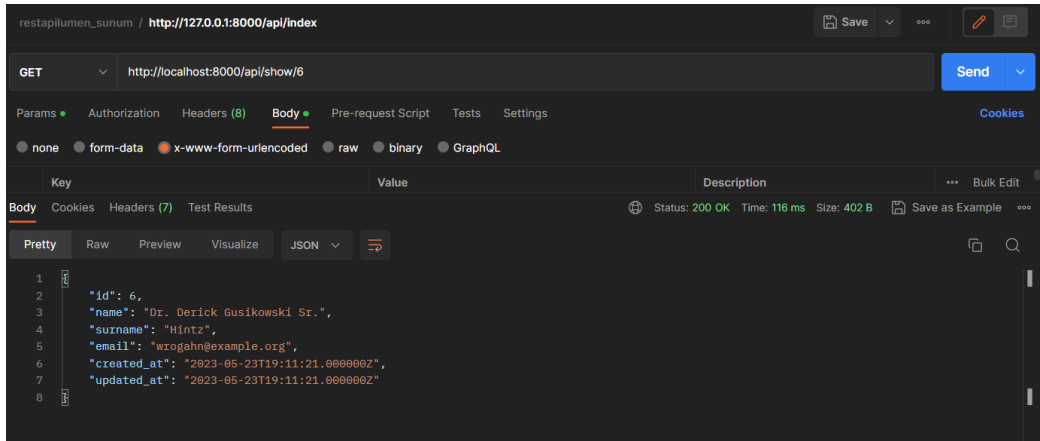 restapilumen_sunum / http://127.0.0.1:8000/api/index Save
GET http://localhost:8000/api/show/6 Send
Params Authorization Headers (8) Body Pre-request Script Tests Settings Cookies
none form-data x-www-form-urlencoded raw binary GraphQL
Key Value Description Bulk Edit
Body Cookies Headers (7) Test Results Status: 200 OK Time: 116 ms Size: 402 B Save as Example
Pretty Raw Preview Visualize JSON
1 {
2 "id": 6,
3 "name": "Dr. Derick Gusikowski Sr.",
4 "surname": "Hintz",
5 "email": "wrogahn@example.org",
6 "created_at": "2023-05-23T19:11:21.000000Z",
7 "updated_at": "2023-05-23T19:11:21.000000Z"
8 }